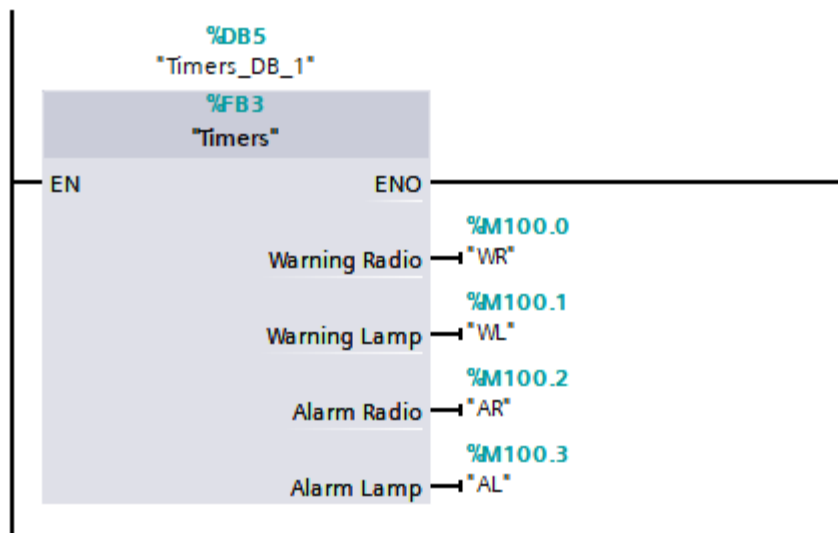 %DB5
"Timers_DB_1"
%FB3
"Timers"
EN ENO
%M100.0
Warning Radio "WR"
%M100.1
Warning Lamp "WL"
%M100.2
Alarm Radio "AR"
%M100.3
Alarm Lamp "AL"